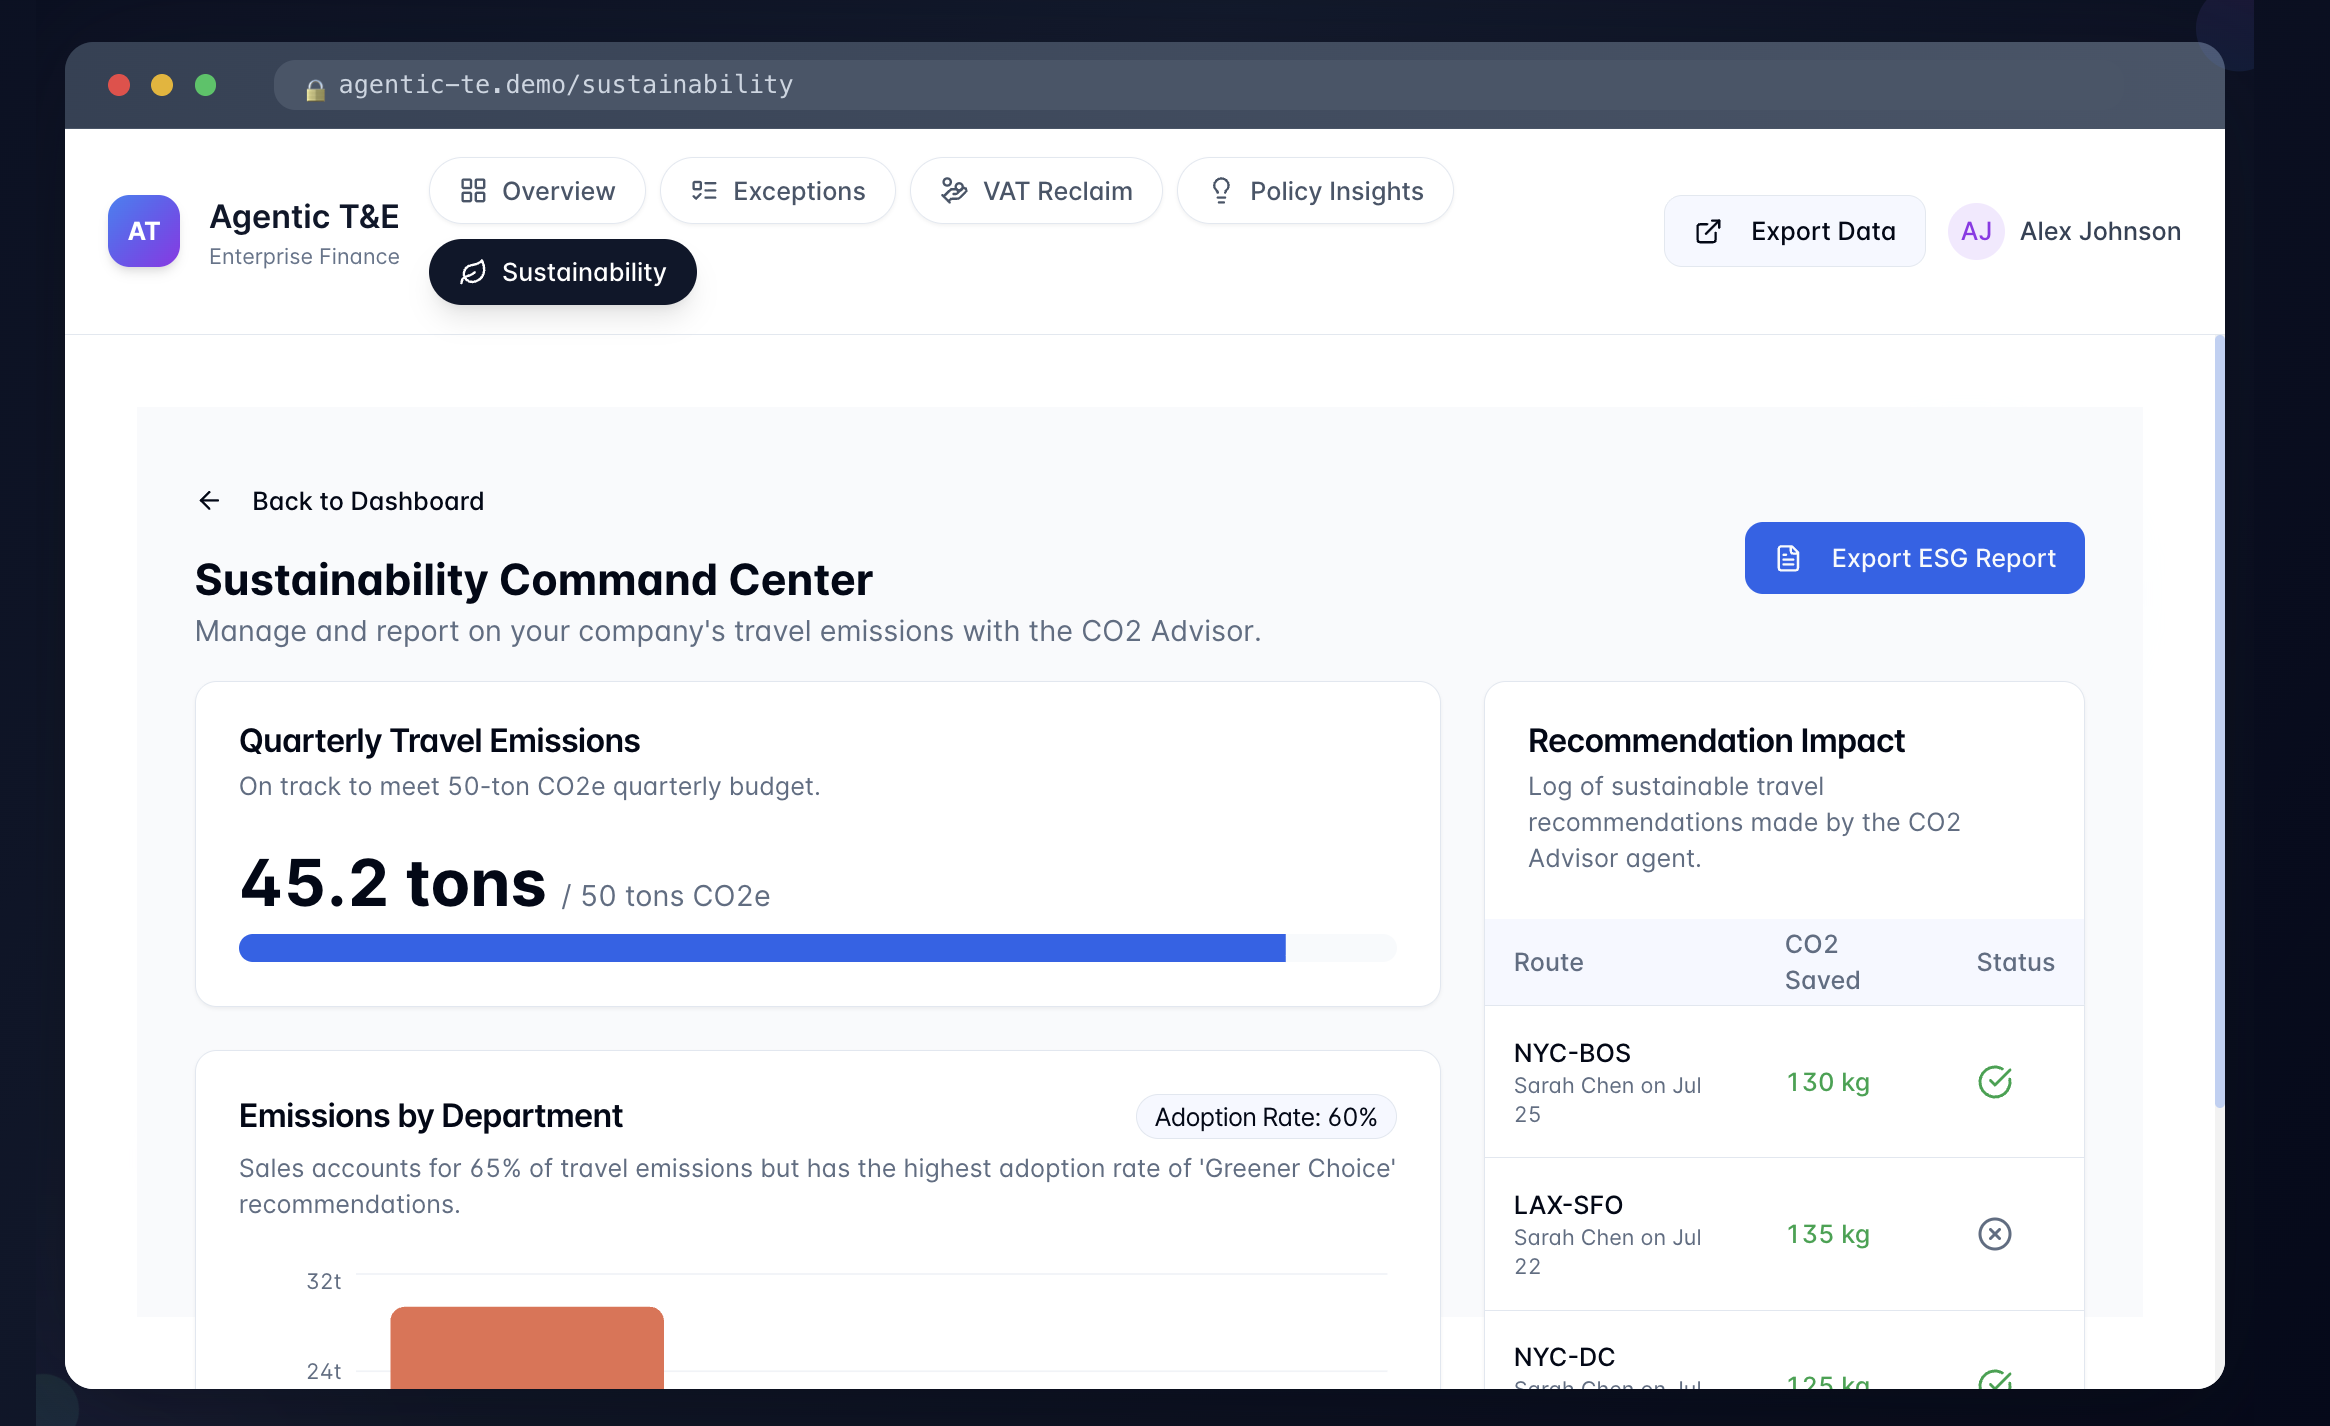 agentic-te.demo/sustainability
AT
Agentic T&E
Enterprise Finance
Overview
Exceptions
VAT Reclaim
Policy Insights
Sustainability
Export Data
AJ
Alex Johnson
Back to Dashboard
Sustainability Command Center
Manage and report on your company's travel emissions with the CO2 Advisor.
Export ESG Report
Quarterly Travel Emissions
On track to meet 50-ton CO2e quarterly budget.
45.2 tons / 50 tons CO2e
Emissions by Department
Adoption Rate: 60%
Sales accounts for 65% of travel emissions but has the highest adoption rate of 'Greener Choice'
recommendations.
32t
24t
Recommendation Impact
Log of sustainable travel
recommendations made by the CO2
Advisor agent.
Route
CO2
Saved
Status
NYC-BOS
Sarah Chen on Jul
25
130 kg
LAX-SFO
Sarah Chen on Jul
22
135 kg
NYC-DC
Sarah Chen on Jul
125 kg